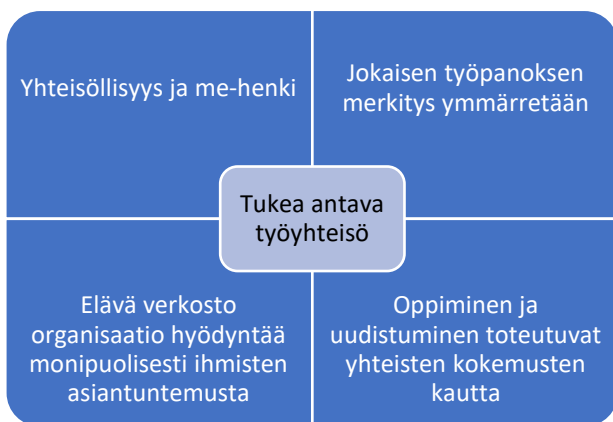 Yhteisöllisyys ja me-henki
Jokaisen työpanoksen
merkitys ymmärretään
Tukea antava
työyhteisö
Elävä verkosto
organisaatio hyödyntää
monipuolisesti ihmisten
asiantuntemusta
Oppiminen ja
uudistuminen toteutuvat
yhteisten kokemusten
kautta